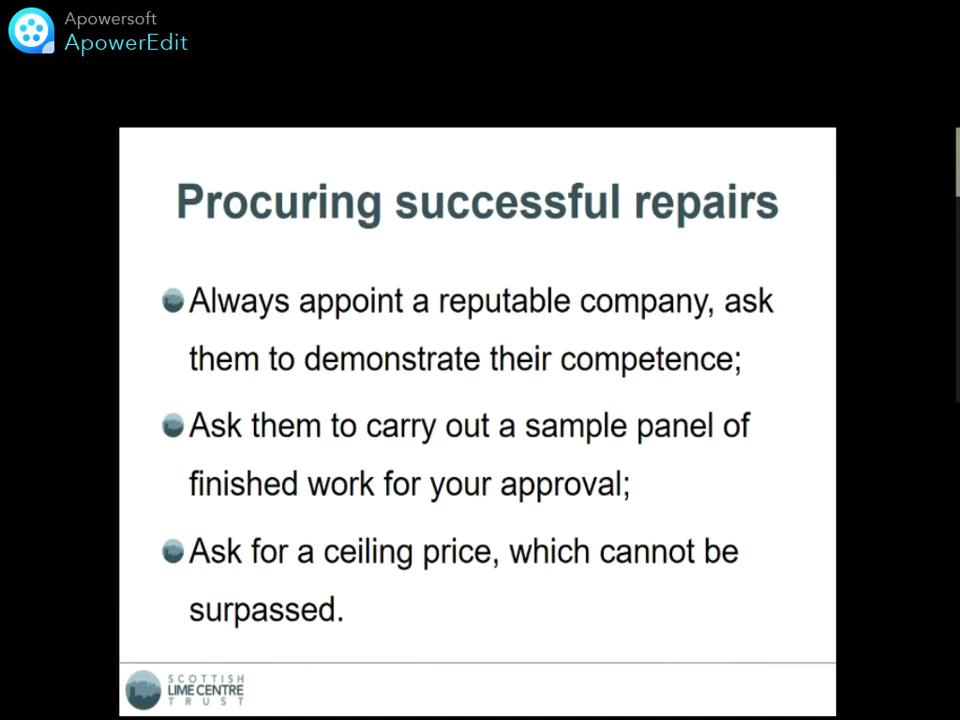 Apowersoft
ApowerEdit
Procuring successful repairs
Always appoint a reputable company, ask
them to demonstrate their competence;
Ask them to carry out a sample panel of
finished work for your approval;
Ask for a ceiling price, which cannot be
surpassed.
SCOTTISH
LIME CENTRE
TRUST